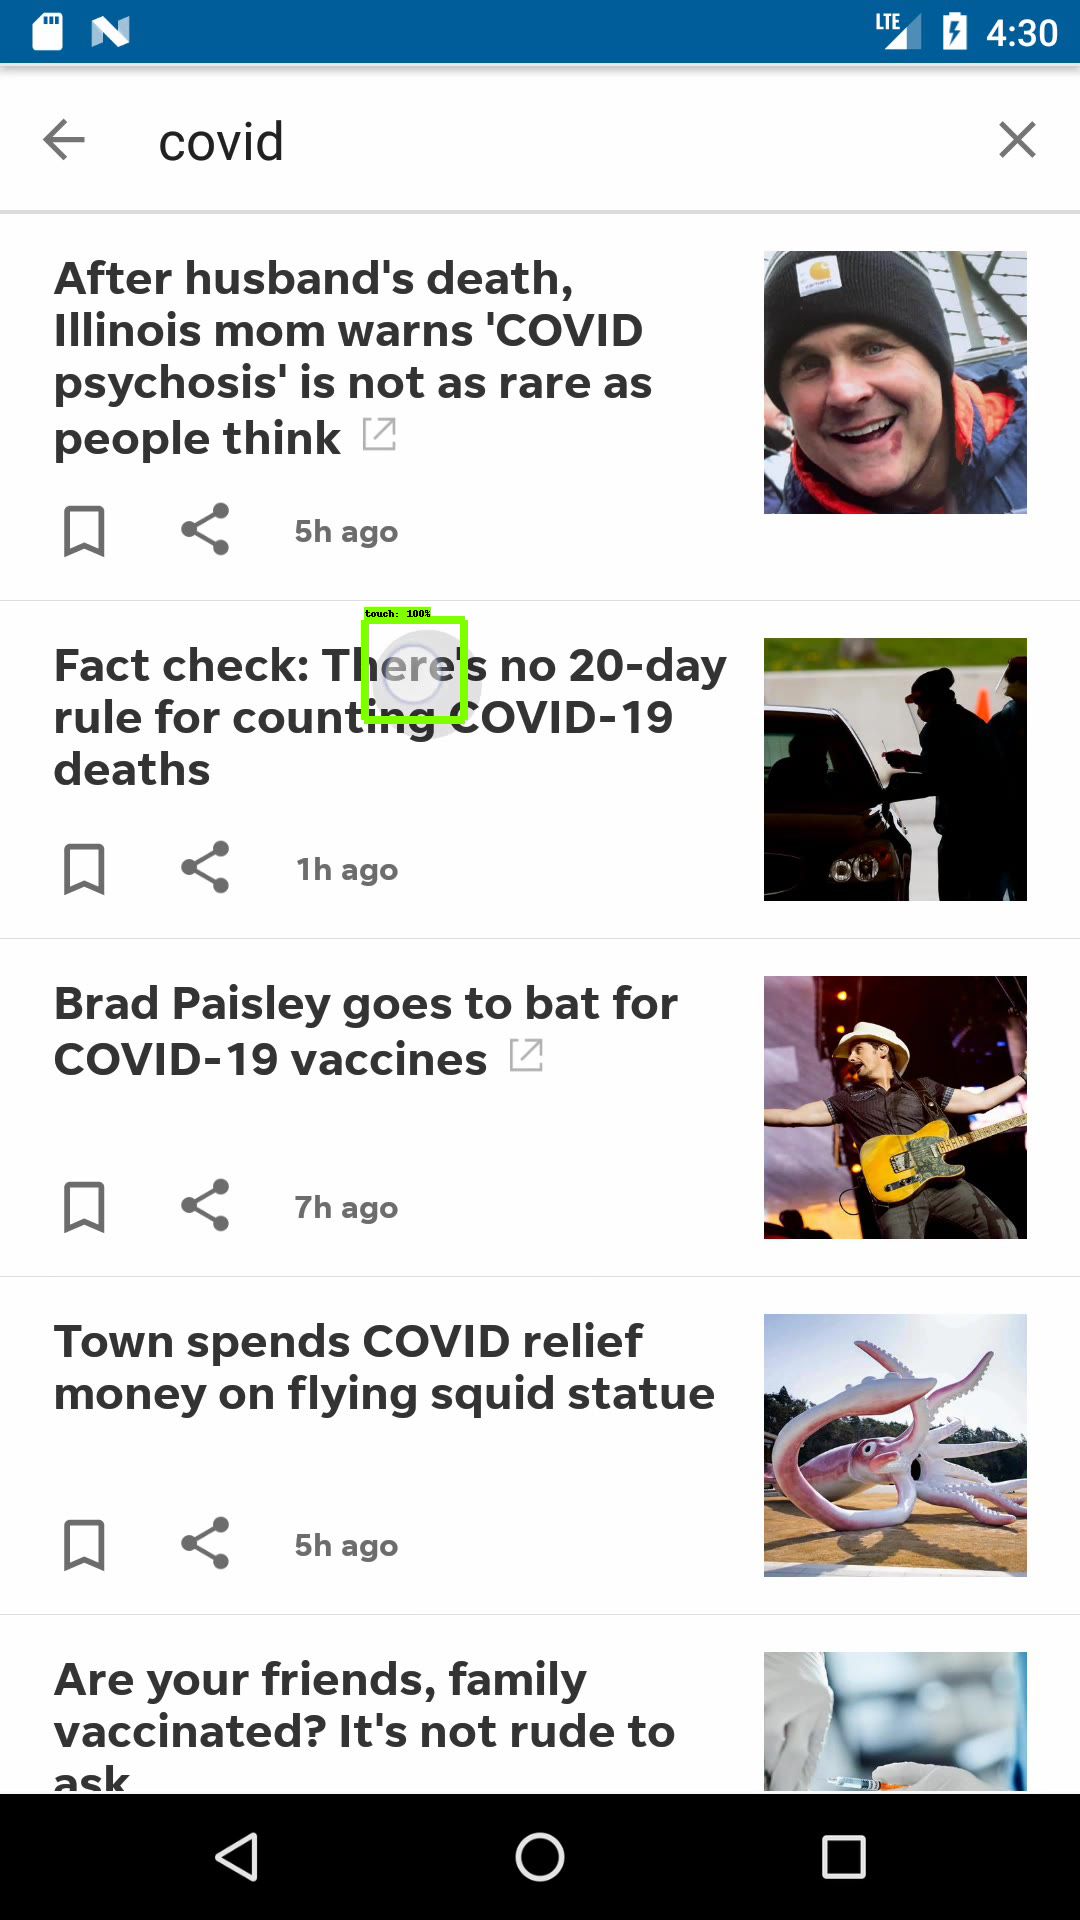 LTE 4:30
covid
After husband's death,
Illinois mom warns 'COVID
psychosis' is not as rare as
people think
5h ago
touch: 100%
Fact check: There's no 20-day
rule for counting COVID-19
deaths
1h ago
Brad Paisley goes to bat for
COVID-19 vaccines
7h ago
Town spends COVID relief
money on flying squid statue
5h ago
Are your friends, family
vaccinated? It's not rude to
ask